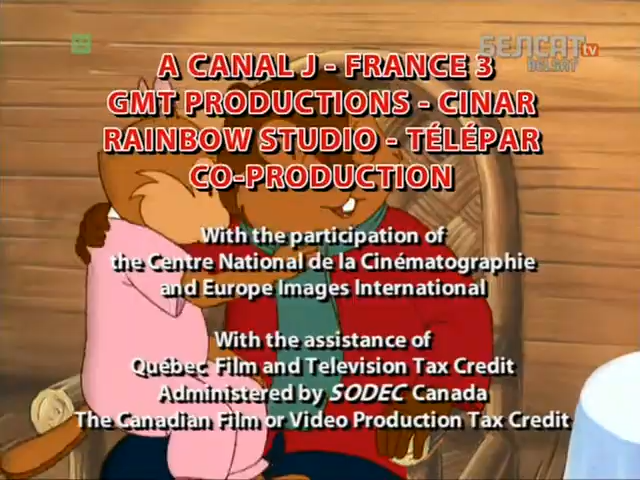 БЕЛСАТ tv
BELSAT
A CANAL J - FRANCE 3
GMT PRODUCTIONS - CINAR
RAINBOW STUDIO - TÉLÉPAR
CO-PRODUCTION
With the participation of
the Centre National de la Cinématographie
and Europe Images International
With the assistance of
Québec Film and Television Tax Credit
Administered by SODEC Canada
The Canadian Film or Video Production Tax Credit